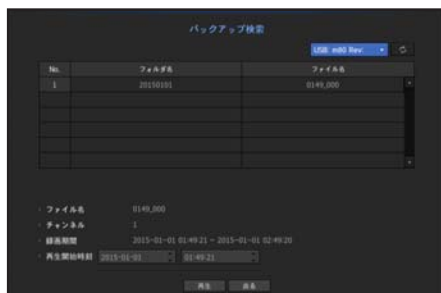 バックアップ検索
USB: m80 Rev
No. フォルダ名 ファイル名
1 20150101 0149_000
ファイル名 0149_000
チャンネル 1
録画期間 2015-01-01 01:49:21 ~ 2015-01-01 02:49:20
再生開始時刻 2015-01-01 01:49:21
再生 戻る